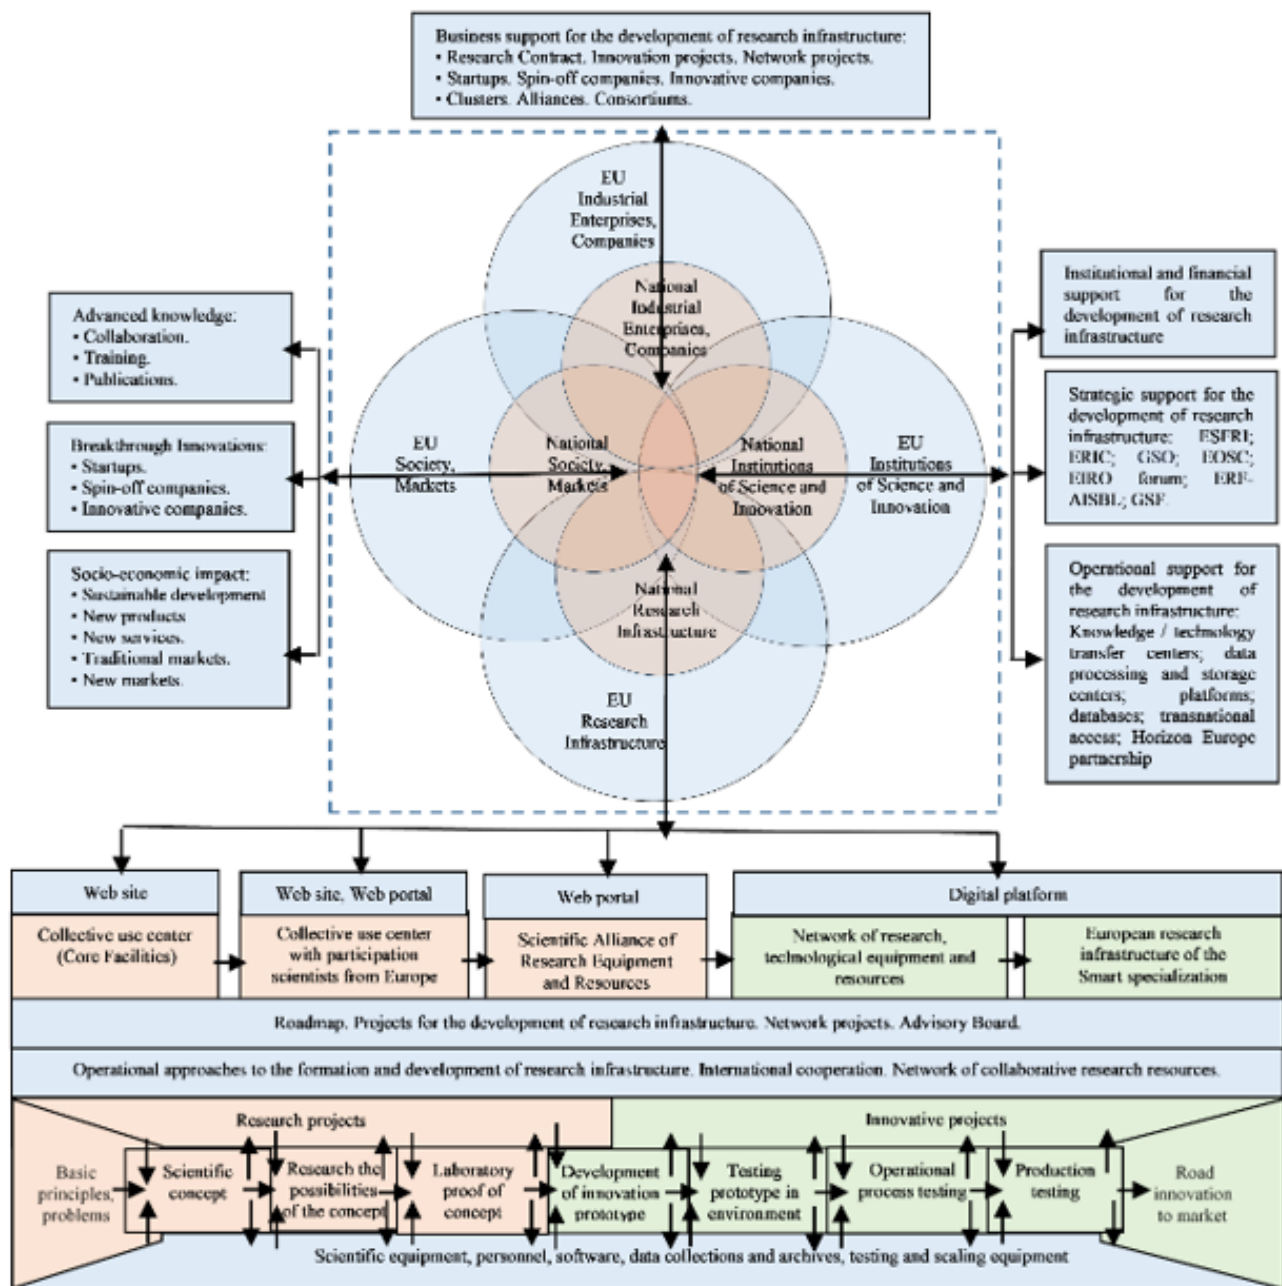 Business support for the development of research infrastructure:
• Research Contract. Innovation projects. Network projects.
• Startups. Spin-off companies. Innovative companies.
• Clusters. Alliances. Consortiums.
EU
Industrial
Enterprises,
Companies
National
Industrial
Enterprises,
Companies
Advanced knowledge:
• Collaboration.
• Training.
• Publications.
Breakthrough Innovations:
• Startups.
• Spin-off companies.
• Innovative companies.
Socio-economic impact:
• Sustainable development
• New products
• New services.
• Traditional markets.
• New markets.
EU
Society,
Markets
National
Society,
Markets
National
Institutions
of Science and
Innovation
EU
Institutions
of Science and
Innovation
National
Research
Infrastructure
EU
Research
Infrastructure
Institutional and financial
support for the
development of research
infrastructure
Strategic support for the
development of research
infrastructure: ESFRI;
ERIC; GSO; EOSC;
EIRO forum; ERF-
AISBL; GSF.
Operational support for
the development of
research infrastructure:
Knowledge / technology
transfer centers; data
processing and storage
centers; platforms;
databases; transnational
access; Horizon Europe
partnership
Web site
Collective use center
(Core Facilities)
Web site, Web portal
Collective use center
with participation
scientists from Europe
Web portal
Scientific Alliance of
Research Equipment
and Resources
Digital platform
Network of research,
technological equipment and
resources
European research
infrastructure of the
Smart specialization
Roadmap. Projects for the development of research infrastructure. Network projects. Advisory Board.
Operational approaches to the formation and development of research infrastructure. International cooperation. Network of collaborative research resources.
Research projects
Innovative projects
Basic
principles,
problems
Scientific
concept
Research the
possibilities
of the concept
Laboratory
proof of
concept
Development
of innovation
prototype
Testing
prototype in
environment
Operational
process testing
Production
testing
Road
innovation
to market
Scientific equipment, personnel, software, data collections and archives, testing and scaling equipment